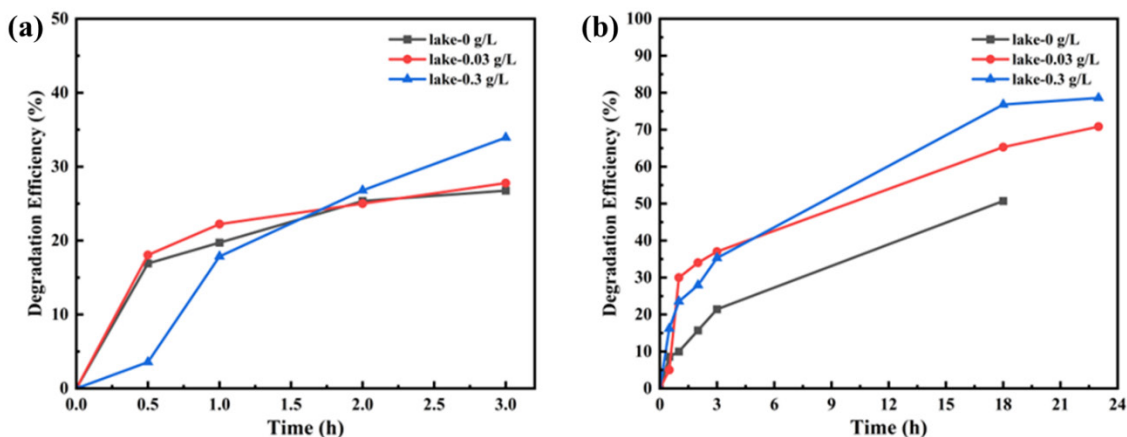 (a)
50
40
30
20
10
0
Degradation Efficiency (%)
lake-0 g/L
lake-0.03 g/L
lake-0.3 g/L
0.0 0.5 1.0 1.5 2.0 2.5 3.0
Time (h)
(b)
100
90
80
70
60
50
40
30
20
10
0
Degradation Efficiency (%)
lake-0 g/L
lake-0.03 g/L
lake-0.3 g/L
0 3 6 9 12 15 18 21 24
Time (h)